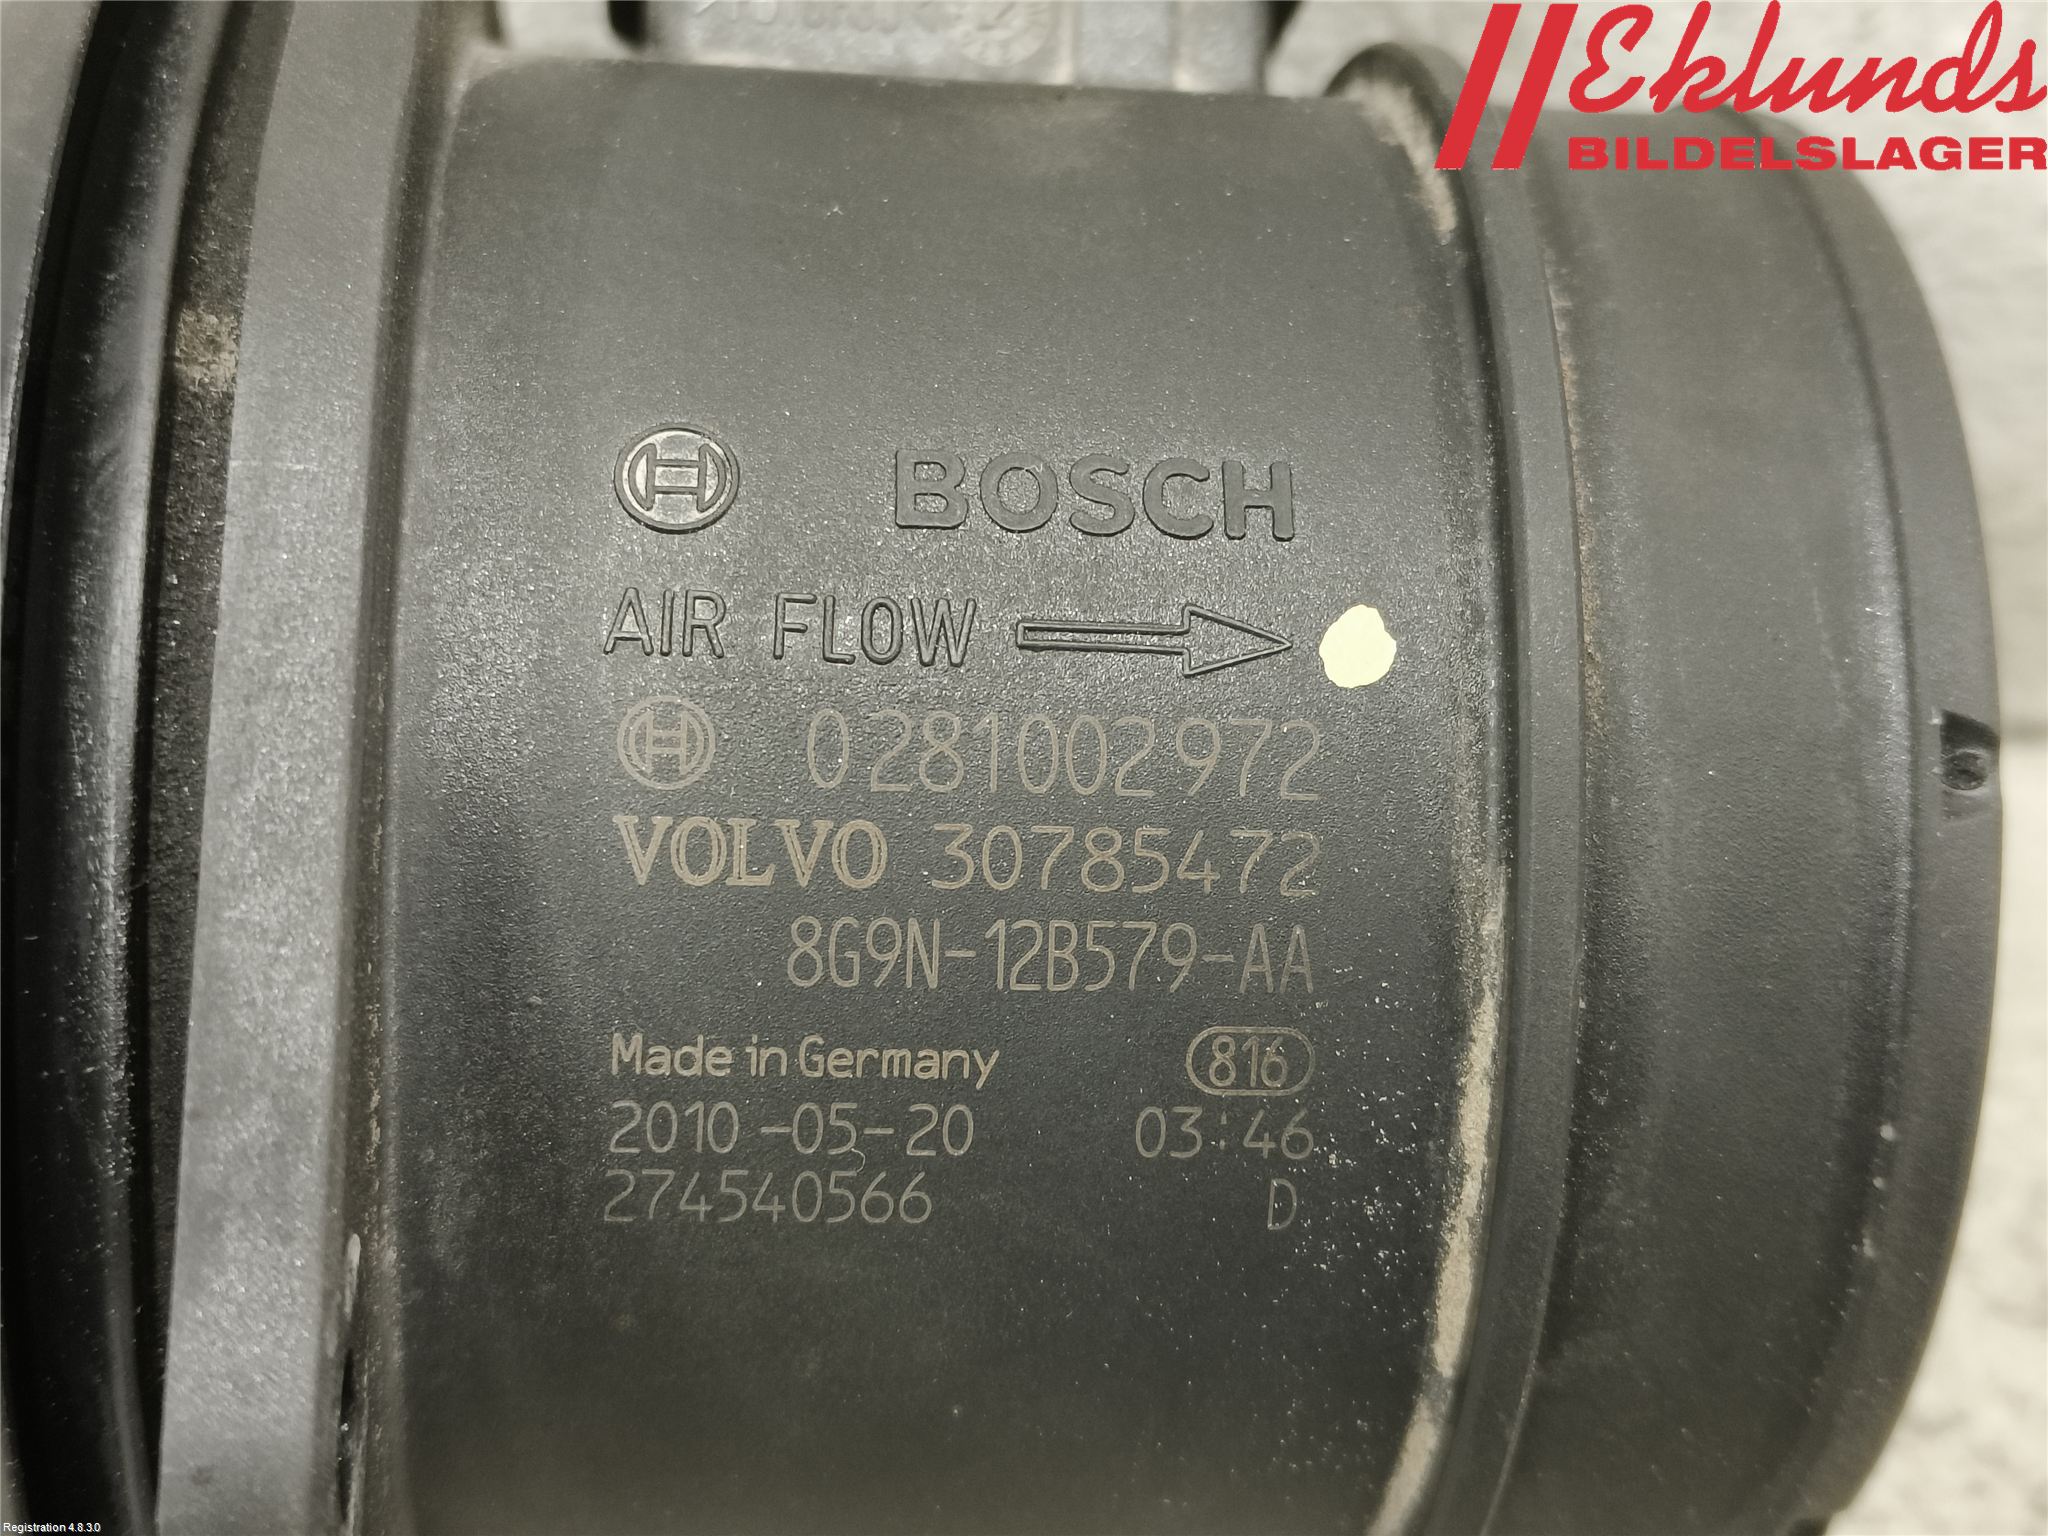 Eklunds
BILDELSLAGER
BOSCH
AIR FLOW
0281002972
VOLVO 30785472
8G9N-12B579-AA
Made in Germany 816
2010-05-20 03:46
274540566 D
Registration 4.8.3.0